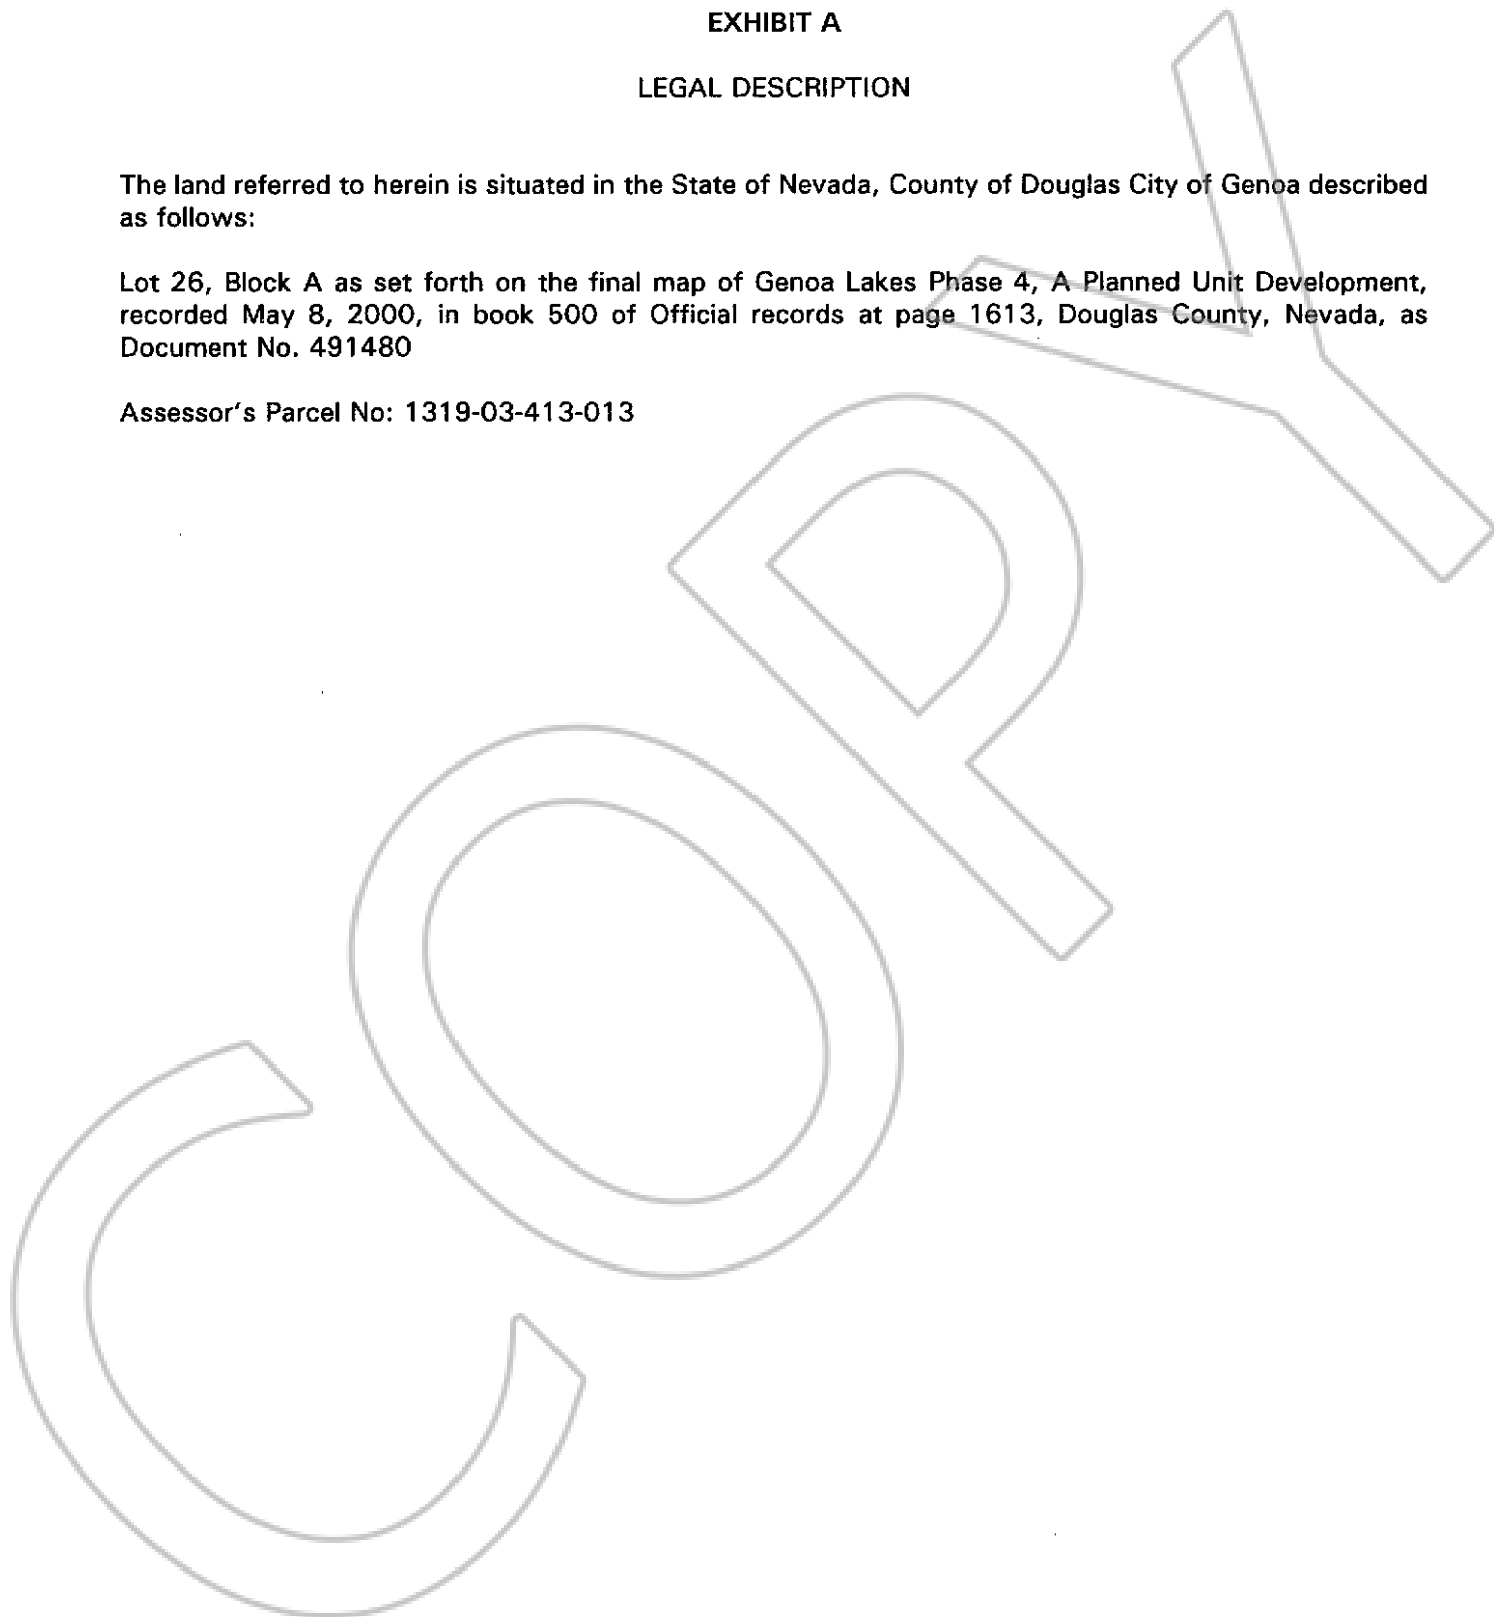 EXHIBIT A
LEGAL DESCRIPTION
The land referred to herein is situated in the State of Nevada, County of Douglas City of Genoa described
as follows:
Lot 26, Block A as set forth on the final map of Genoa Lakes Phase 4, A Planned Unit Development,
recorded May 8, 2000, in book 500 of Official records at page 1613, Douglas County, Nevada, as
Document No. 491480
Assessor's Parcel No: 1319-03-413-013
COPY